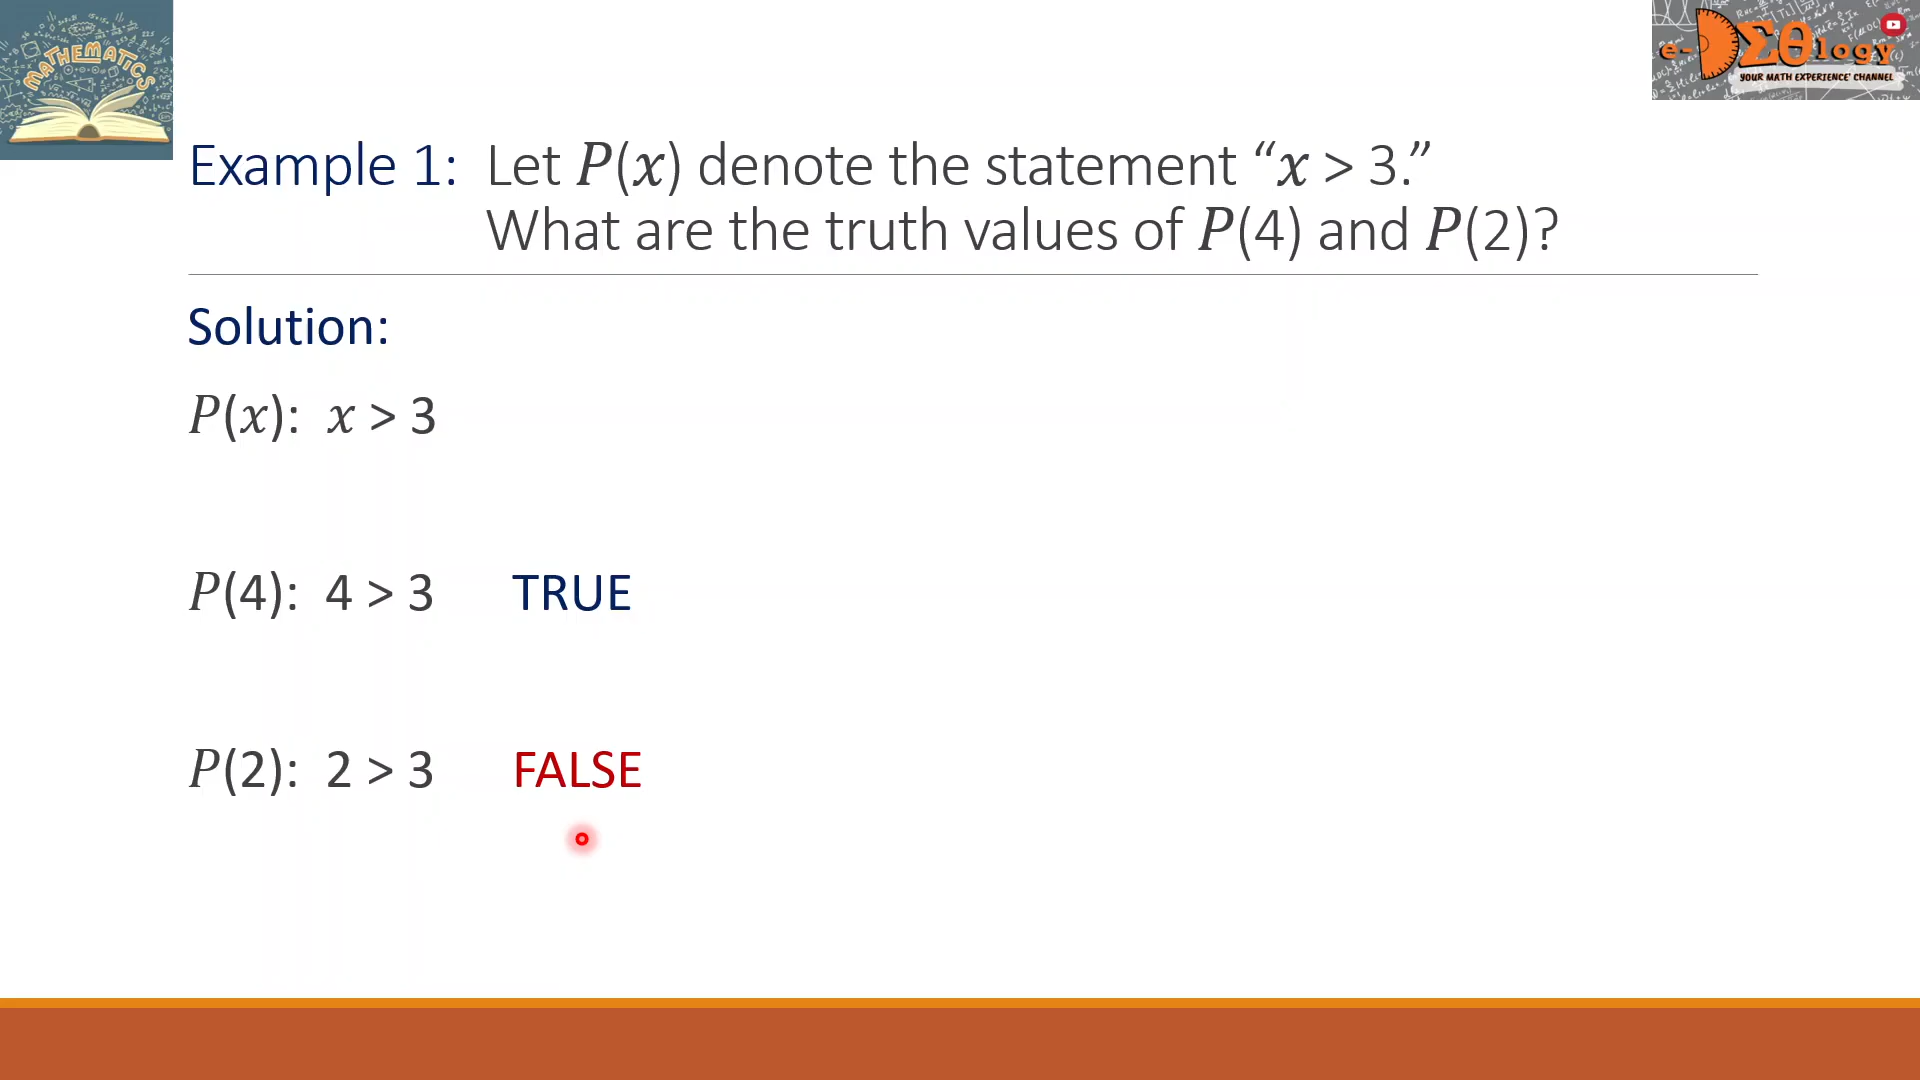 MATHEMATICS
e-DΣθlogy
YOUR MATH EXPERIENCE' CHANNEL
Example 1: Let P(x) denote the statement “x > 3.”
What are the truth values of P(4) and P(2)?
Solution:
P(x): x > 3
P(4): 4 > 3 TRUE
P(2): 2 > 3 FALSE